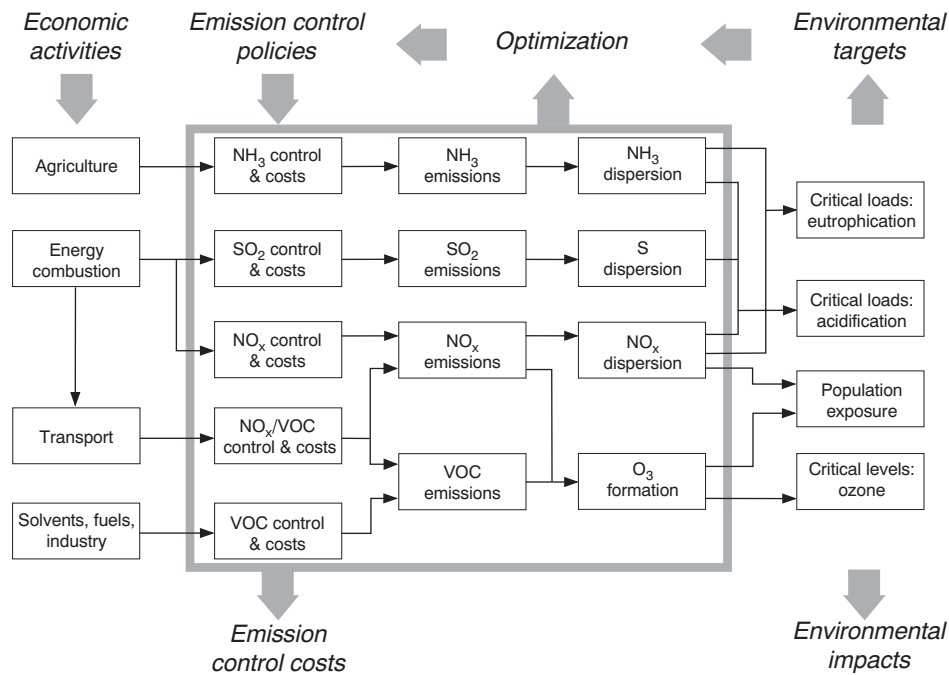 Economic
activities
Emission control
policies
Optimization
Environmental
targets
Agriculture
NH₃ control
& costs
NH₃
emissions
NH₃
dispersion
Critical loads:
eutrophication
Energy
combustion
SO₂ control
& costs
SO₂
emissions
S
dispersion
Critical loads:
acidification
NOₓ control
& costs
NOₓ
emissions
NOₓ
dispersion
Population
exposure
Transport
NOₓ/VOC
control & costs
VOC
emissions
O₃
formation
Critical levels:
ozone
Solvents, fuels,
industry
VOC control
& costs
Emission
control costs
Environmental
impacts